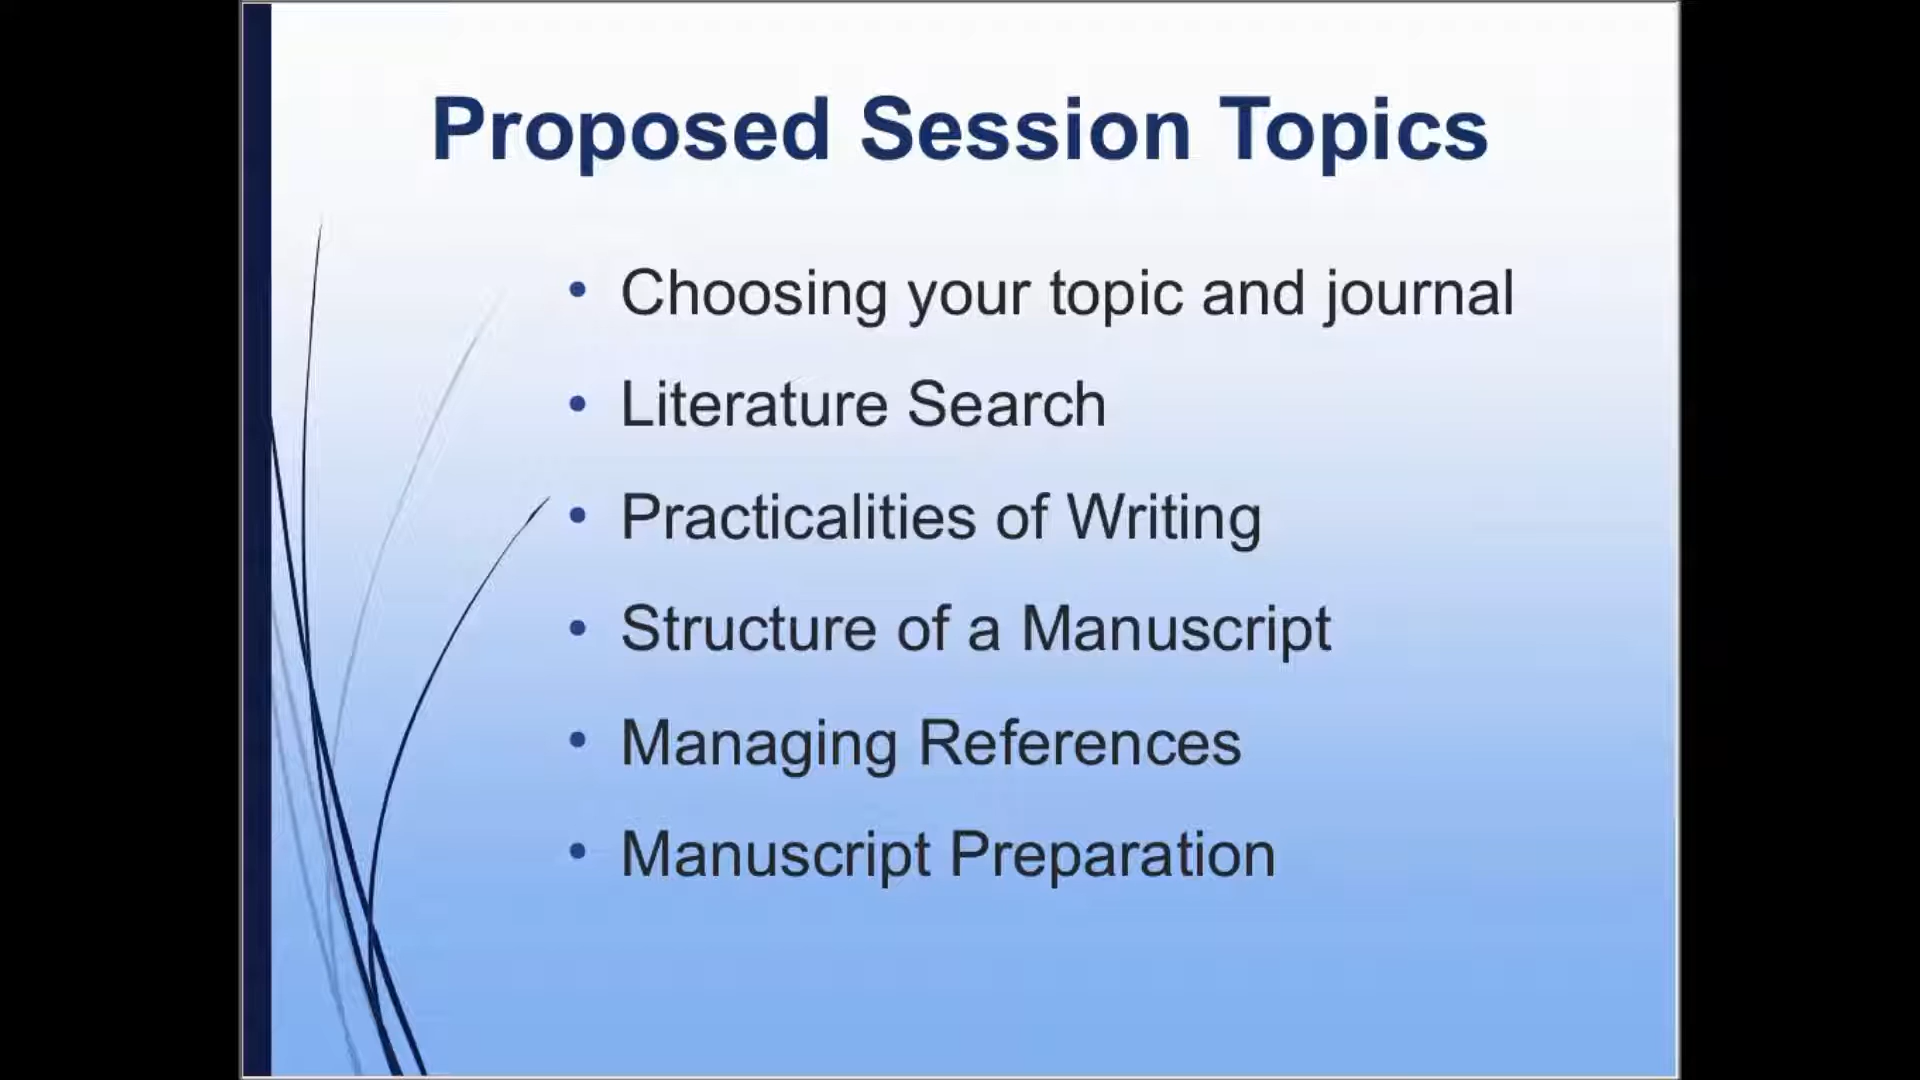 Proposed Session Topics
• Choosing your topic and journal
• Literature Search
• Practicalities of Writing
• Structure of a Manuscript
• Managing References
• Manuscript Preparation